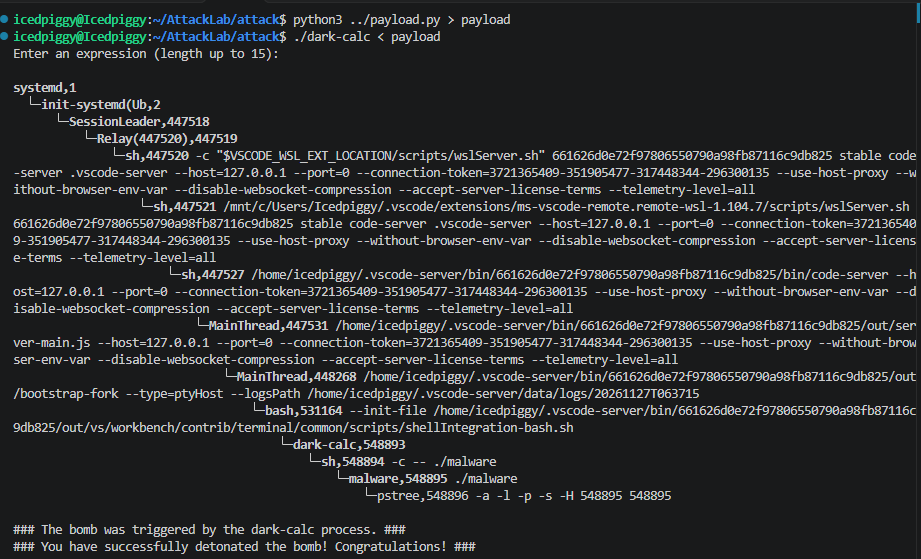 icedpiggy@Icedpiggy:~/AttackLab/attack$ python3 ../payload.py > payload
icedpiggy@Icedpiggy:~/AttackLab/attack$ ./dark-calc < payload
Enter an expression (length up to 15):
systemd,1
└─init-systemd(Ub,2
└─SessionLeader,447518
└─Relay(447520),447519
└─sh,447520 -c "$VSCODE_WSL_EXT_LOCATION/scripts/wslServer.sh" 661626d0e72f97806550790a98fb87116c9db825 stable code
-server .vscode-server --host=127.0.0.1 --port=0 --connection-token=3721365409-351905477-317448344-296300135 --use-host-proxy --w
ithout-browser-env-var --disable-websocket-compression --accept-server-license-terms --telemetry-level=all
└─sh,447521 /mnt/c/Users/Icedpiggy/.vscode/extensions/ms-vscode-remote.remote-wsl-1.104.7/scripts/wslServer.sh
661626d0e72f97806550790a98fb87116c9db825 stable code-server .vscode-server --host=127.0.0.1 --port=0 --connection-token=372136540
9-351905477-317448344-296300135 --use-host-proxy --without-browser-env-var --disable-websocket-compression --accept-server-licens
e-terms --telemetry-level=all
└─sh,447527 /home/icedpiggy/.vscode-server/bin/661626d0e72f97806550790a98fb87116c9db825/bin/code-server --h
ost=127.0.0.1 --port=0 --connection-token=3721365409-351905477-317448344-296300135 --use-host-proxy --without-browser-env-var --d
isable-websocket-compression --accept-server-license-terms --telemetry-level=all
└─MainThread,447531 /home/icedpiggy/.vscode-server/bin/661626d0e72f97806550790a98fb87116c9db825/out/ser
ver-main.js --host=127.0.0.1 --port=0 --connection-token=3721365409-351905477-317448344-296300135 --use-host-proxy --without-brow
ser-env-var --disable-websocket-compression --accept-server-license-terms --telemetry-level=all
└─MainThread,448268 /home/icedpiggy/.vscode-server/bin/661626d0e72f97806550790a98fb87116c9db825/out
/bootstrap-fork --type=ptyHost --logsPath /home/icedpiggy/.vscode-server/data/logs/20261127T063715
└─bash,531164 --init-file /home/icedpiggy/.vscode-server/bin/661626d0e72f97806550790a98fb87116c
9db825/out/vs/workbench/contrib/terminal/common/scripts/shellIntegration-bash.sh
└─dark-calc,548893
└─sh,548894 -c -- ./malware
└─malware,548895 ./malware
└─pstree,548896 -a -l -p -s -H 548895 548895
### The bomb was triggered by the dark-calc process. ###
### You have successfully detonated the bomb! Congratulations! ###